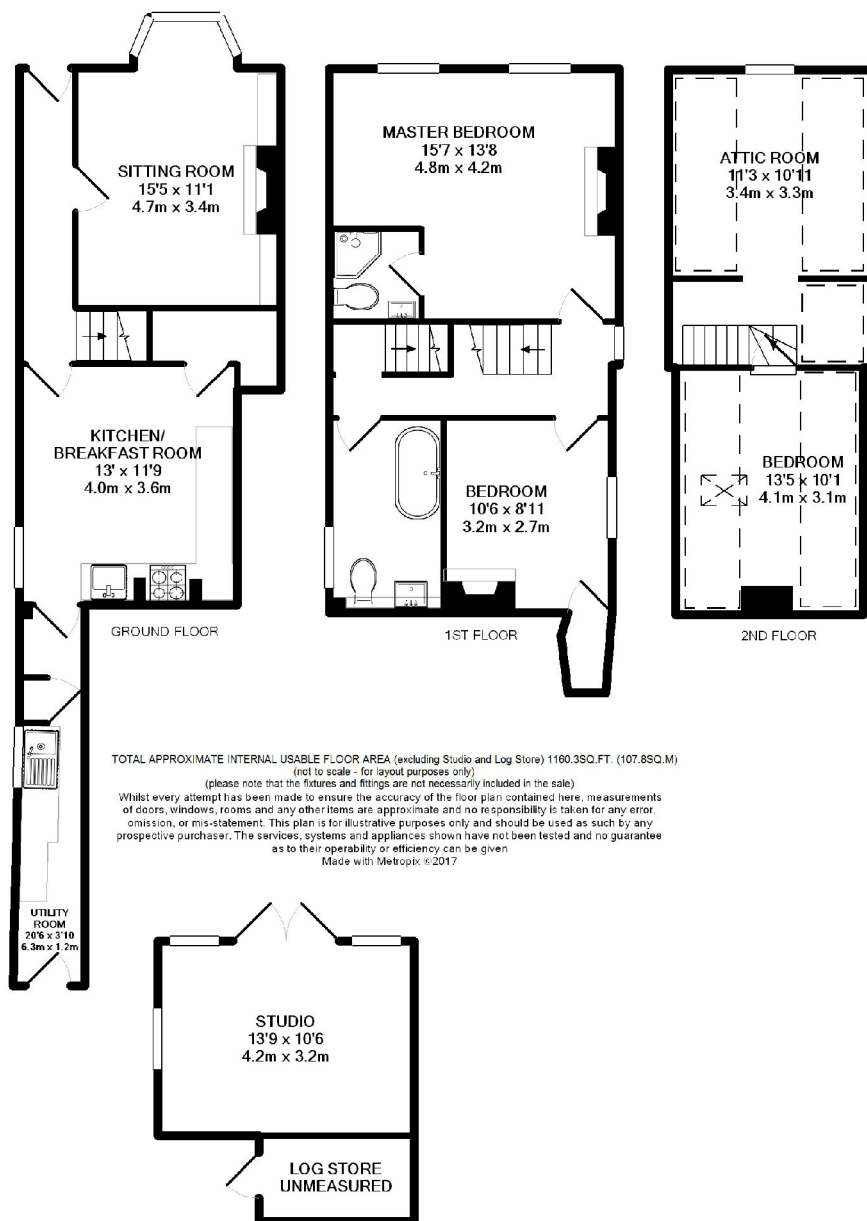 SITTING ROOM
15'5 x 11'1
4.7m x 3.4m
KITCHEN/
BREAKFAST ROOM
13' x 11'9
4.0m x 3.6m
GROUND FLOOR
UTILITY
ROOM
20'6 x 3'10
6.3m x 1.2m
MASTER BEDROOM
15'7 x 13'8
4.8m x 4.2m
BEDROOM
10'6 x 8'11
3.2m x 2.7m
1ST FLOOR
ATTIC ROOM
11'3 x 10'11
3.4m x 3.3m
BEDROOM
13'5 x 10'1
4.1m x 3.1m
2ND FLOOR
TOTAL APPROXIMATE INTERNAL USABLE FLOOR AREA (excluding Studio and Log Store) 1160.3SQ.FT. (107.8SQ.M)
(not to scale - for layout purposes only)
(please note that the fixtures and fittings are not necessarily included in the sale)
Whilst every attempt has been made to ensure the accuracy of the floor plan contained here, measurements
of doors, windows, rooms and any other items are approximate and no responsibility is taken for any error,
omission, or mis-statement. This plan is for illustrative purposes only and should be used as such by any
prospective purchaser. The services, systems and appliances shown have not been tested and no guarantee
as to their operability or efficiency can be given
Made with Metropix ©2017
STUDIO
13'9 x 10'6
4.2m x 3.2m
LOG STORE
UNMEASURED